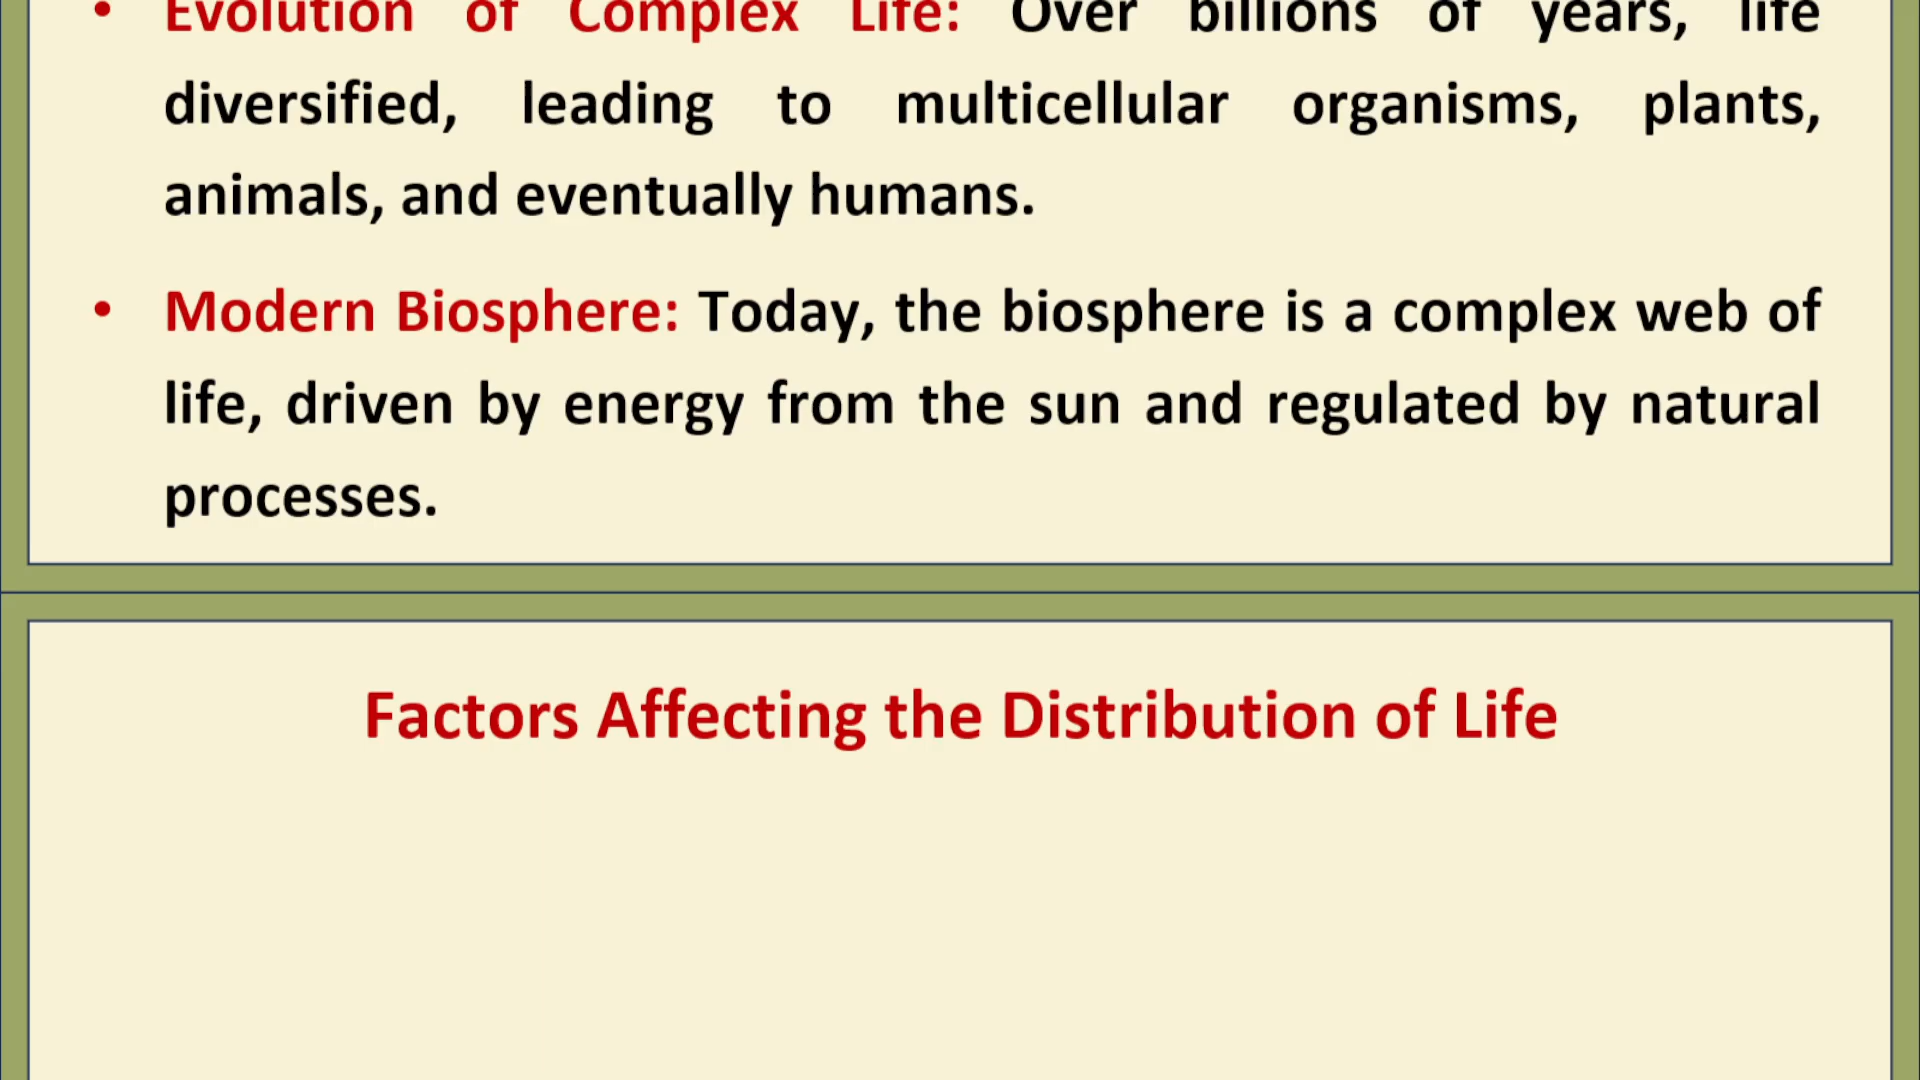 • Evolution of Complex Life: Over billions of years, life
diversified, leading to multicellular organisms, plants,
animals, and eventually humans.
• Modern Biosphere: Today, the biosphere is a complex web of
life, driven by energy from the sun and regulated by natural
processes.
Factors Affecting the Distribution of Life